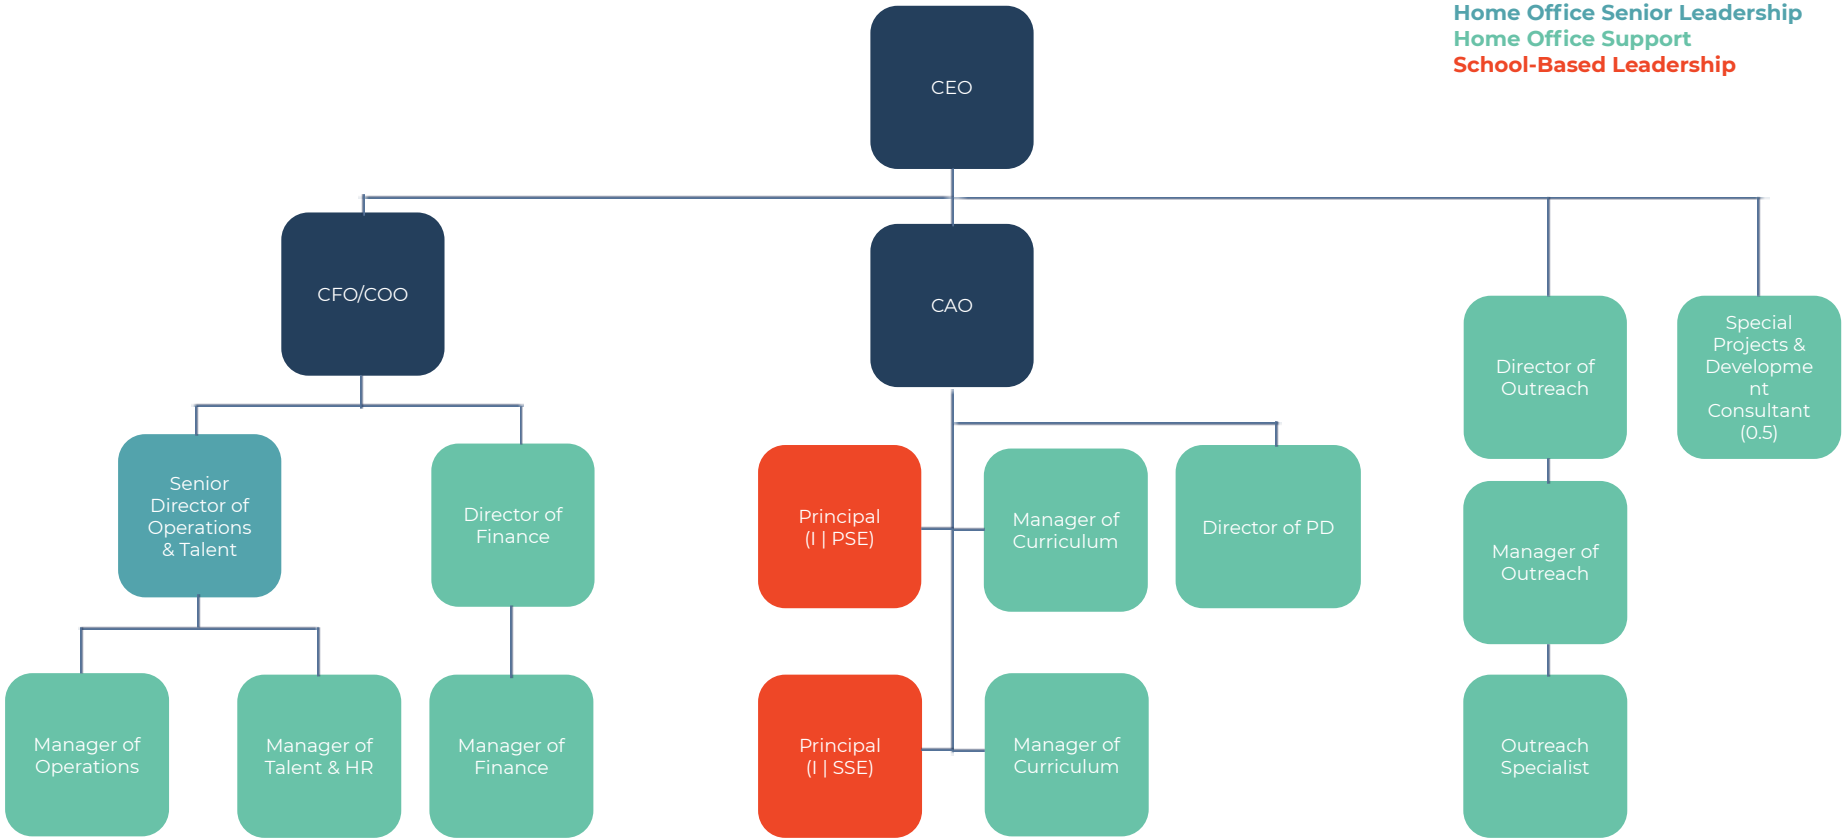 Home Office Senior Leadership
Home Office Support
School-Based Leadership
CEO
CFO/COO
CAO
Director of
Outreach
Special
Projects &
Developme
nt
Consultant
(0.5)
Senior
Director of
Operations
& Talent
Director of
Finance
Principal
(I | PSE)
Manager of
Curriculum
Director of PD
Manager of
Outreach
Manager of
Operations
Manager of
Talent & HR
Manager of
Finance
Principal
(I | SSE)
Manager of
Curriculum
Outreach
Specialist